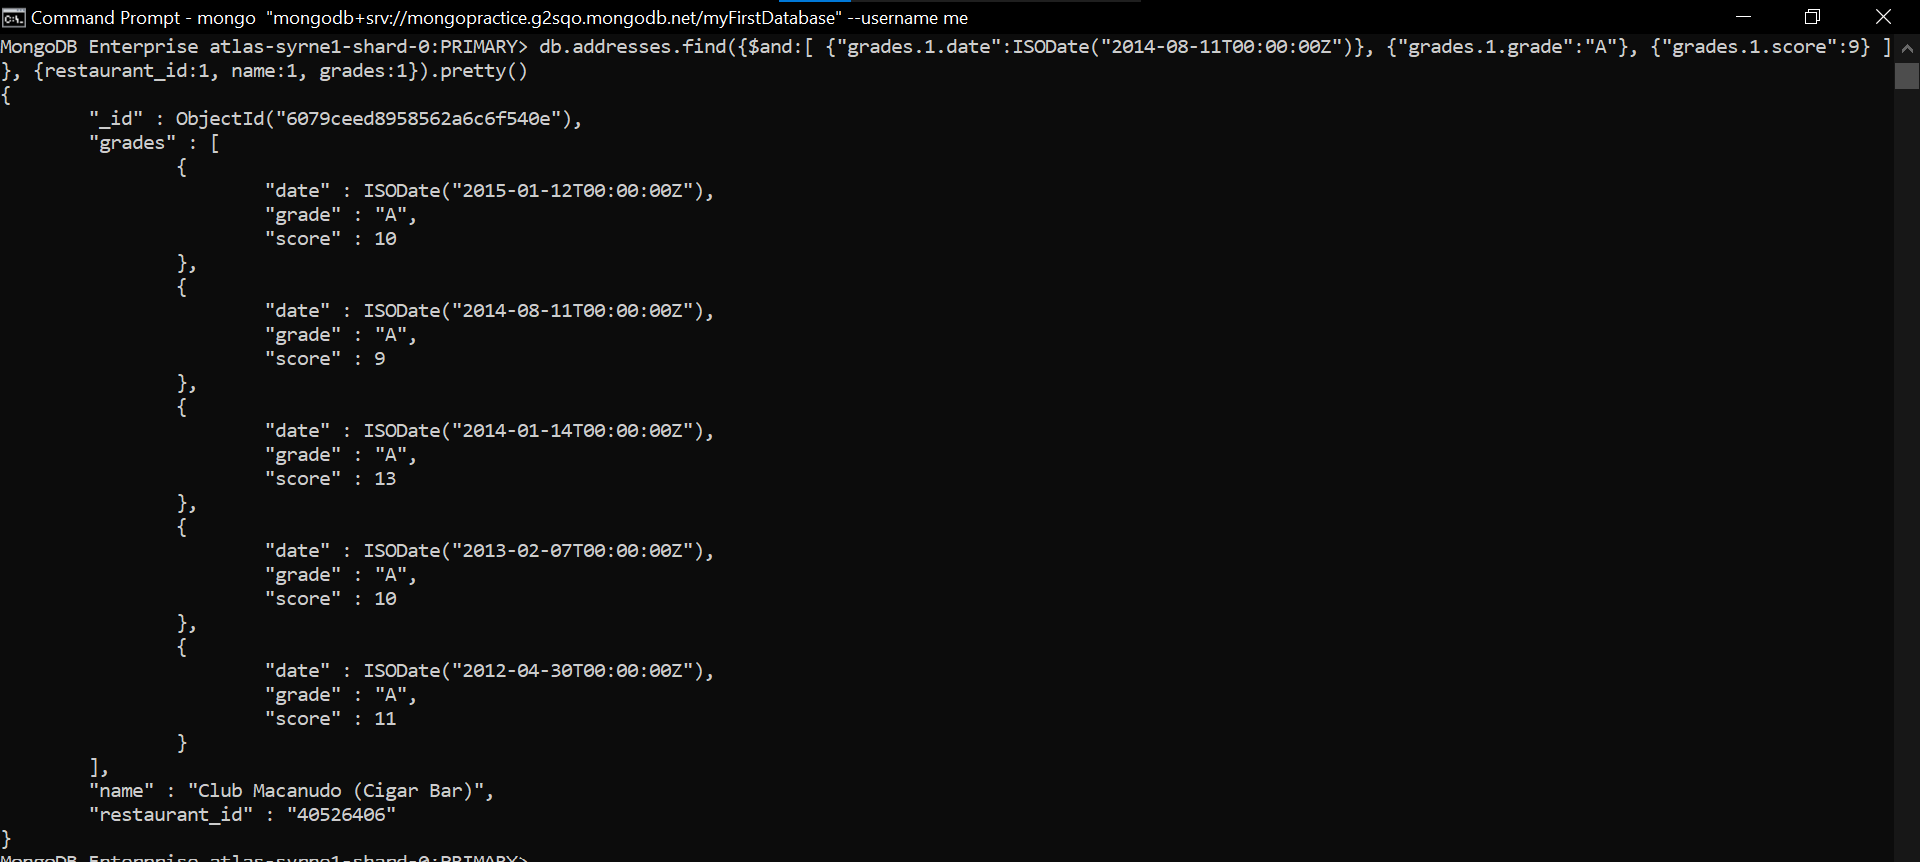 Command Prompt - mongo  "mongodb+srv://mongopractice.g2sqo.mongodb.net/myFirstDatabase" --username me
MongoDB Enterprise atlas-syrne1-shard-0:PRIMARY> db.addresses.find({$and:[ {"grades.1.date":ISODate("2014-08-11T00:00:00Z")}, {"grades.1.grade":"A"}, {"grades.1.score":9} ]
}, {restaurant_id:1, name:1, grades:1}).pretty()
{
        "_id" : ObjectId("6079ceed8958562a6c6f540e"),
        "grades" : [
                {
                        "date" : ISODate("2015-01-12T00:00:00Z"),
                        "grade" : "A",
                        "score" : 10
                },
                {
                        "date" : ISODate("2014-08-11T00:00:00Z"),
                        "grade" : "A",
                        "score" : 9
                },
                {
                        "date" : ISODate("2014-01-14T00:00:00Z"),
                        "grade" : "A",
                        "score" : 13
                },
                {
                        "date" : ISODate("2013-02-07T00:00:00Z"),
                        "grade" : "A",
                        "score" : 10
                },
                {
                        "date" : ISODate("2012-04-30T00:00:00Z"),
                        "grade" : "A",
                        "score" : 11
                }
        ],
        "name" : "Club Macanudo (Cigar Bar)",
        "restaurant_id" : "40526406"
}
MongoDB Enterprise atlas-syrne1-shard-0:PRIMARY>